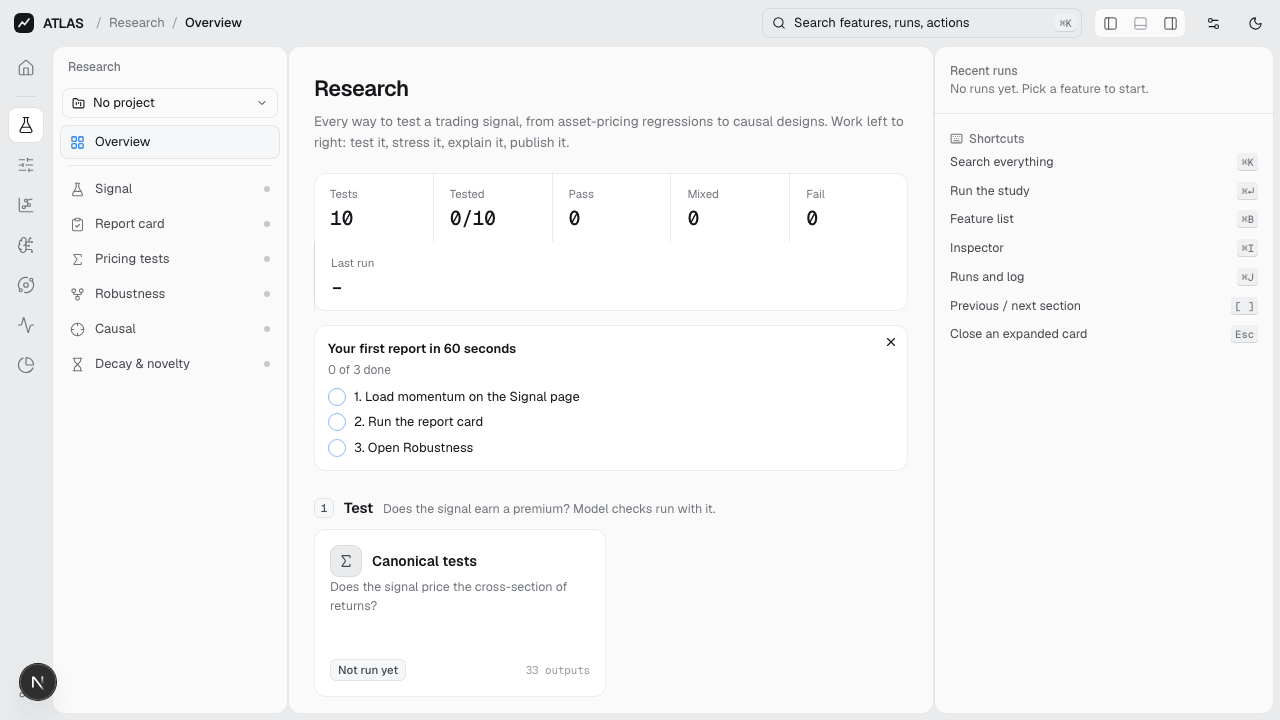 ATLAS / Research / Overview
Search features, runs, actions ⌘K
Research
No project
Overview
Signal
Report card
Pricing tests
Robustness
Causal
Decay & novelty
N
Research
Every way to test a trading signal, from asset-pricing regressions to causal designs. Work left to
right: test it, stress it, explain it, publish it.
Tests
10
Tested
0/10
Pass
0
Mixed
0
Fail
0
Last run
–
Your first report in 60 seconds
0 of 3 done
1. Load momentum on the Signal page
2. Run the report card
3. Open Robustness
1 Test Does the signal earn a premium? Model checks run with it.
Σ Canonical tests
Does the signal price the cross-section of
returns?
Not run yet 33 outputs
Recent runs
No runs yet. Pick a feature to start.
Shortcuts
Search everything ⌘K
Run the study ⌘↵
Feature list ⌘B
Inspector ⌘I
Runs and log ⌘J
Previous / next section [ ]
Close an expanded card Esc